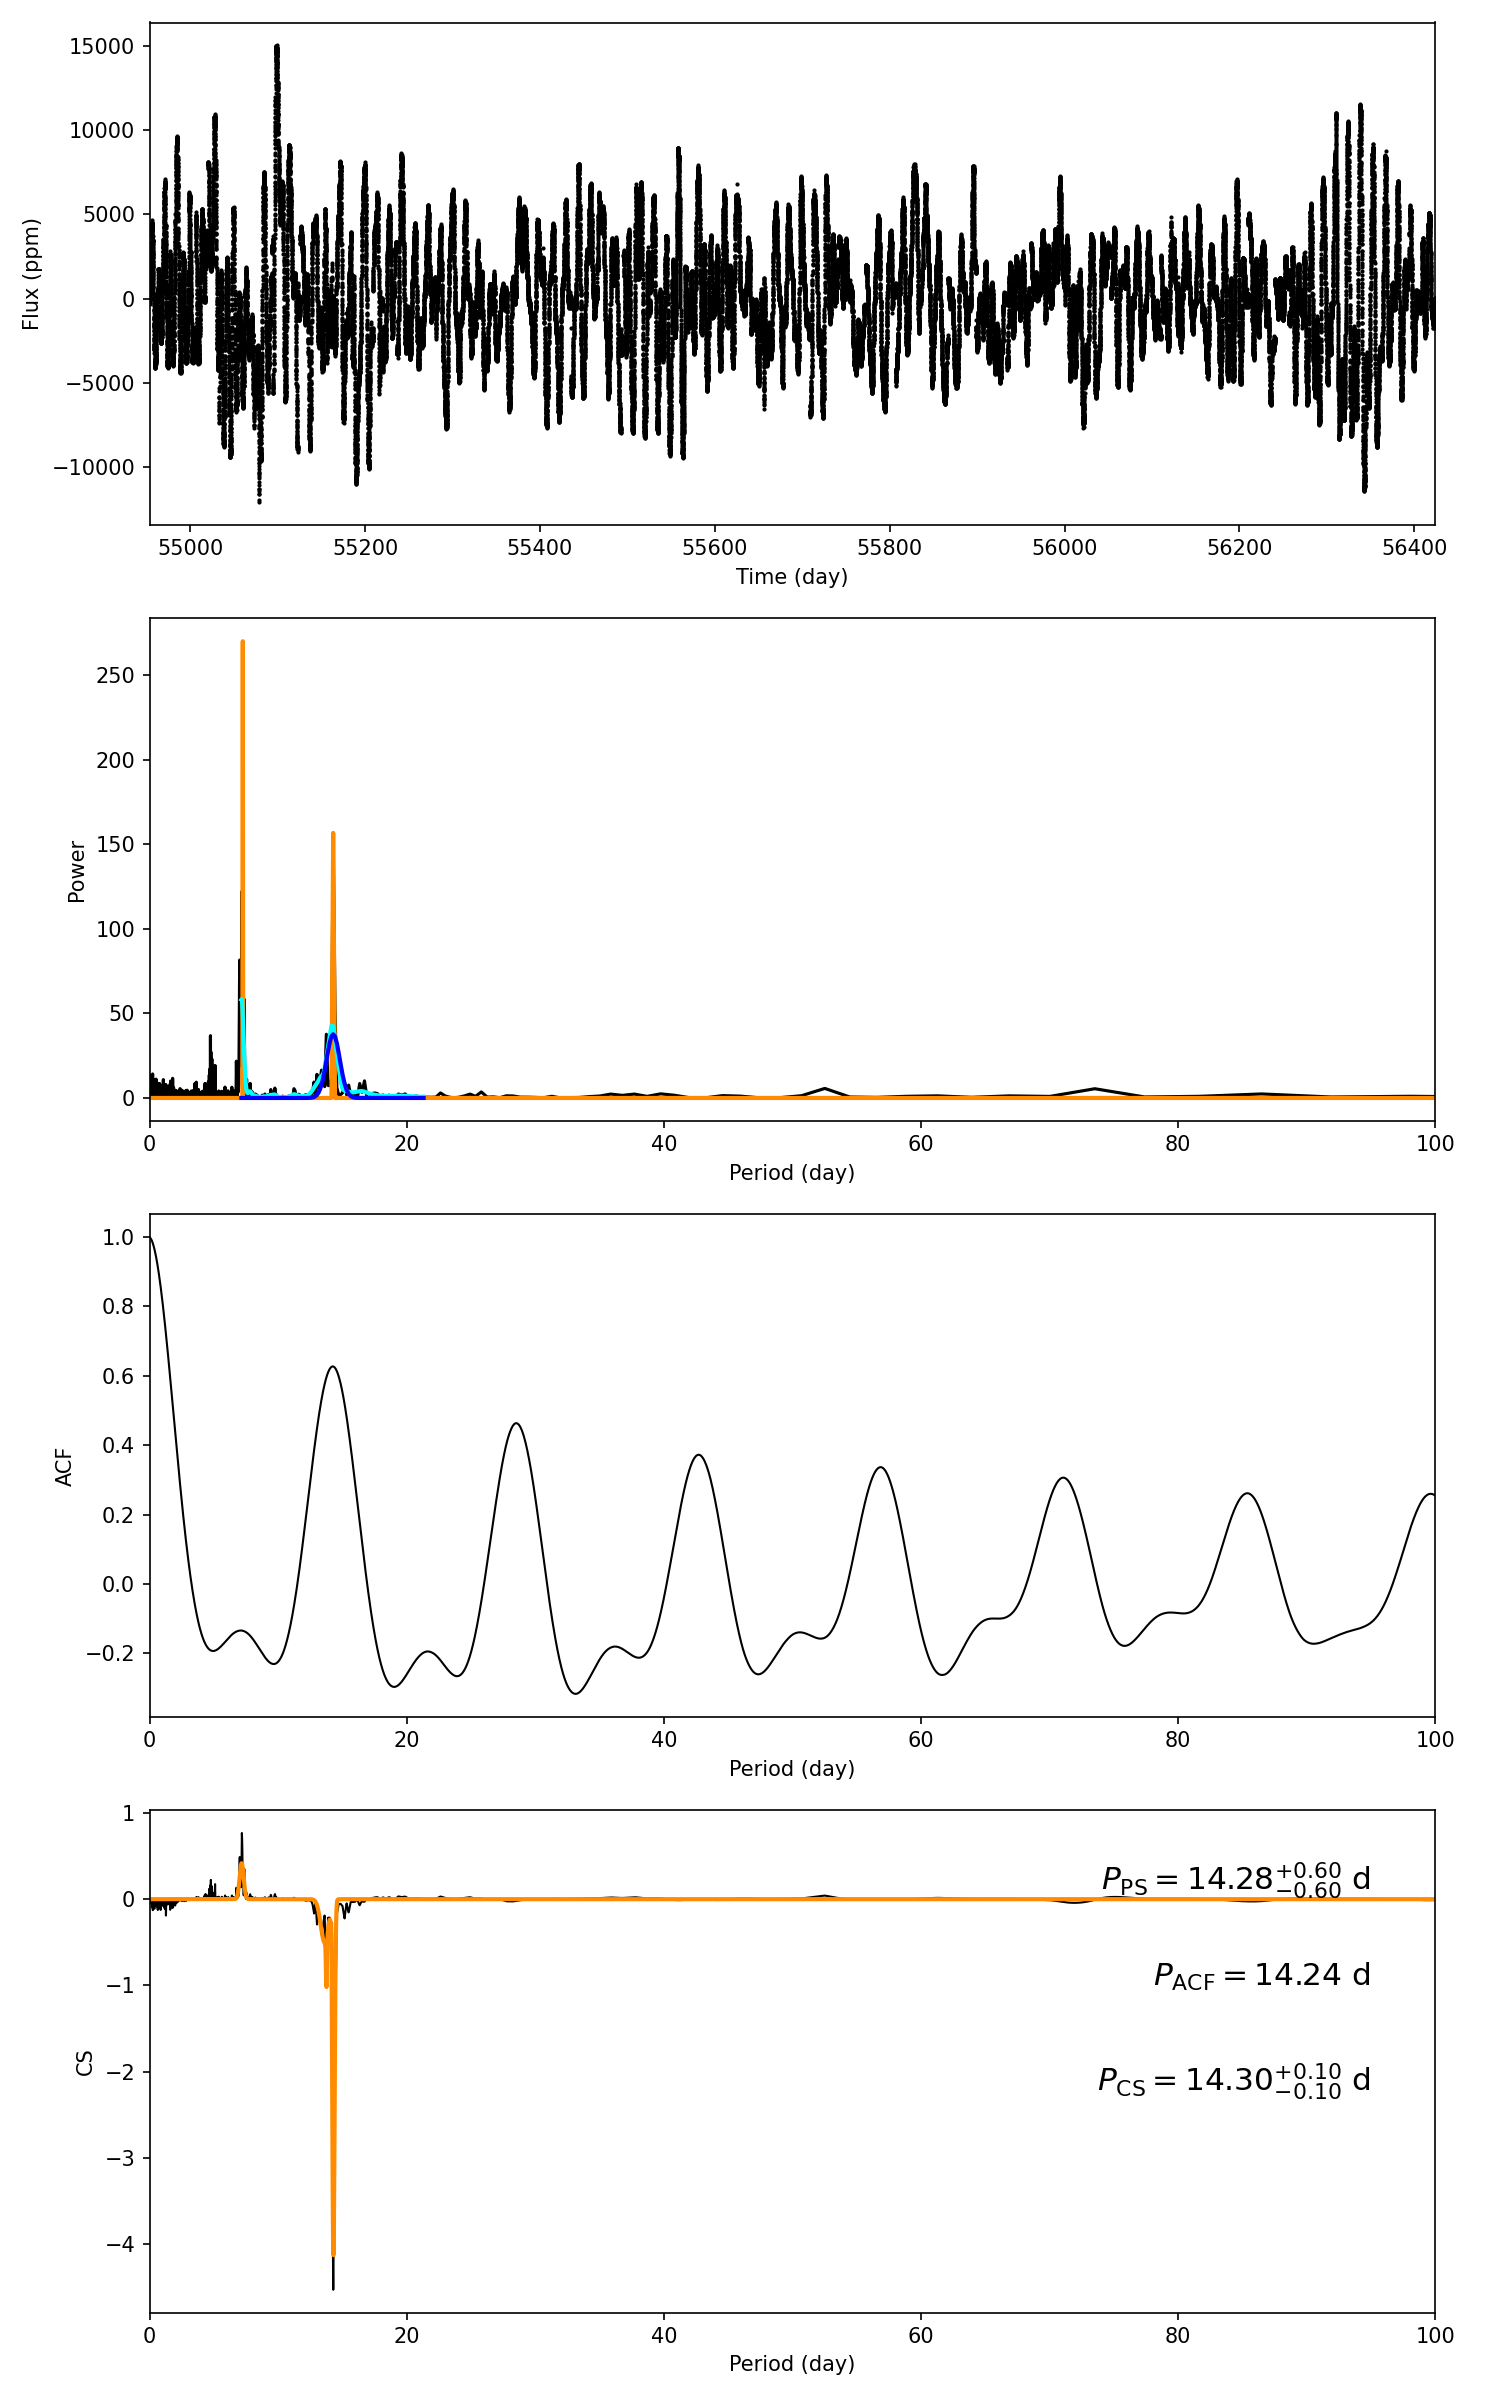 15000
10000
5000
0
−5000
−10000
Flux (ppm)
55000 55200 55400 55600 55800 56000 56200 56400
Time (day)
250
200
150
100
50
0
Power
0 20 40 60 80 100
Period (day)
1.0
0.8
0.6
0.4
0.2
0.0
−0.2
ACF
0 20 40 60 80 100
Period (day)
1
0
−1
−2
−3
−4
CS
P_PS = 14.28^{+0.60}_{−0.60} d
P_ACF = 14.24 d
P_CS = 14.30^{+0.10}_{−0.10} d
0 20 40 60 80 100
Period (day)